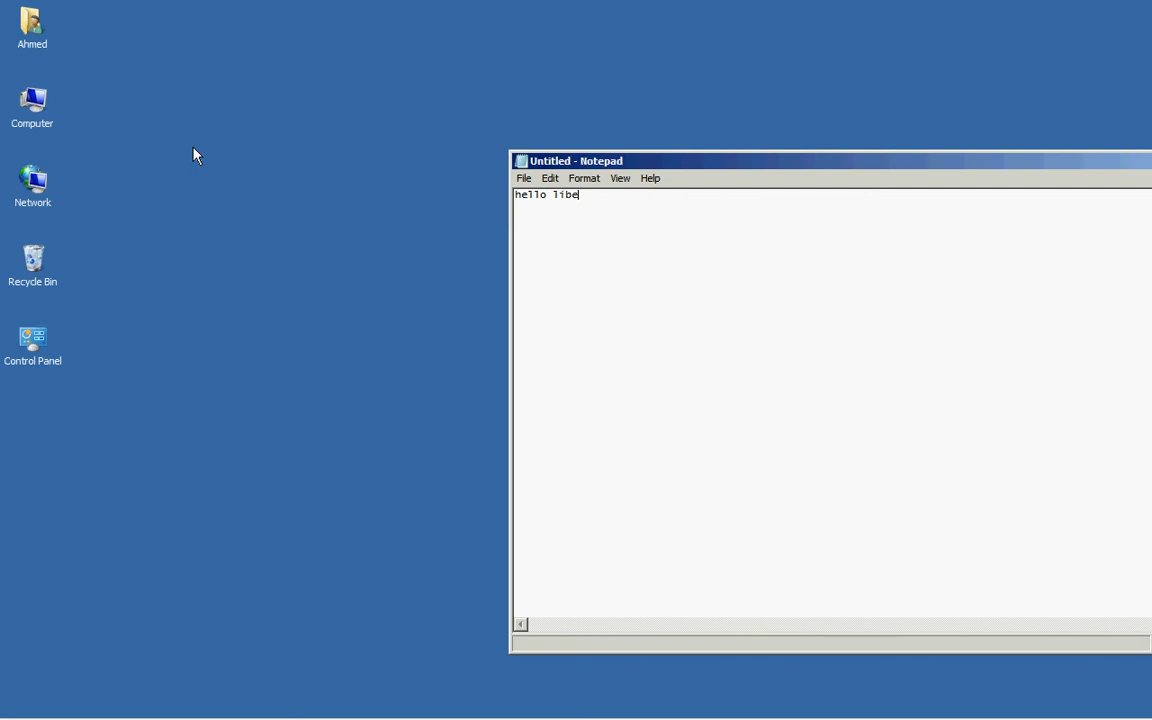 Ahmed
Computer
Network
Recycle Bin
Control Panel
Untitled - Notepad
File Edit Format View Help
hello libe